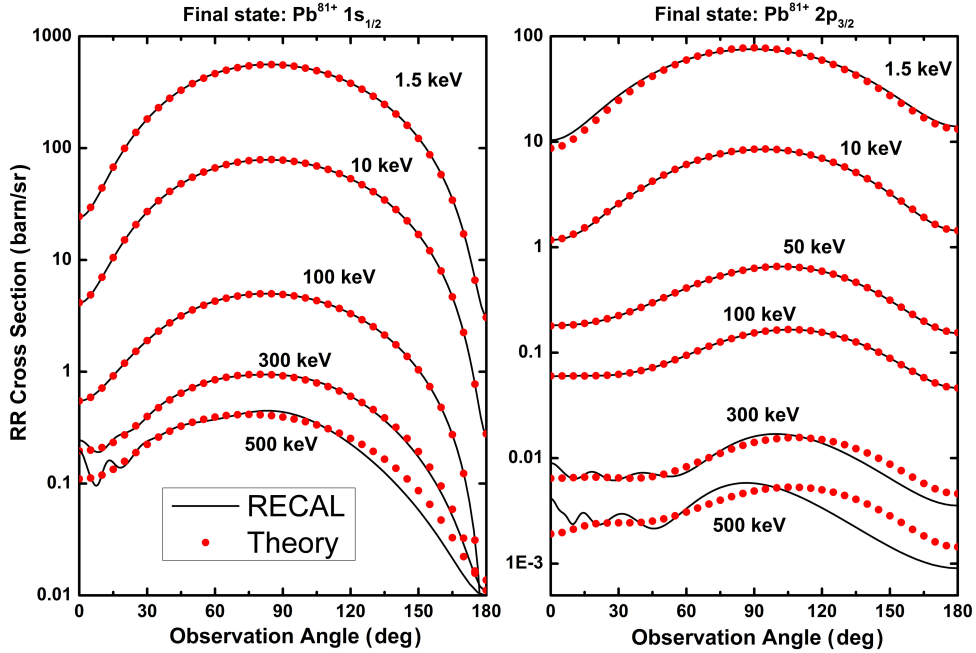 Final state: Pb81+ 1s1/2
1000
100
10
1
0.1
0.01
RR Cross Section (barn/sr)
1.5 keV
10 keV
100 keV
300 keV
500 keV
RECAL
Theory
0 30 60 90 120 150 180
Observation Angle (deg)
Final state: Pb81+ 2p3/2
100
10
1
0.1
0.01
1E-3
1.5 keV
10 keV
50 keV
100 keV
300 keV
500 keV
0 30 60 90 120 150 180
Observation Angle (deg)